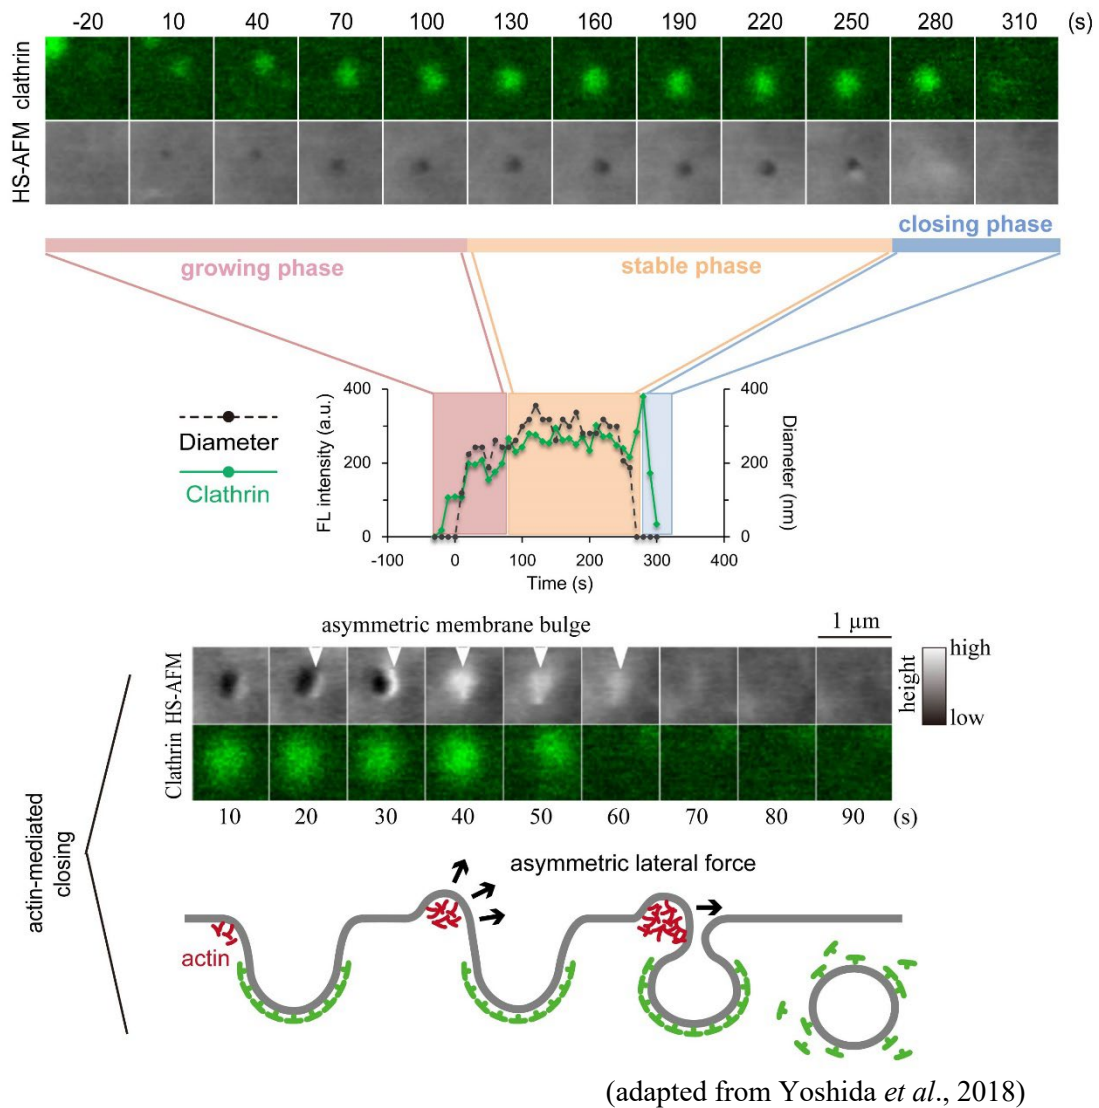 -20 10 40 70 100 130 160 190 220 250 280 310 (s)
clathrin
HS-AFM
closing phase
growing phase
stable phase
Diameter
Clathrin
FL intensity (a.u.)
400
200
0
Diameter (nm)
400
200
0
-100 0 100 200 300 400
Time (s)
asymmetric membrane bulge
1 µm
HS-AFM
Clathrin
height
high
low
10 20 30 40 50 60 70 80 90 (s)
actin-mediated
closing
asymmetric lateral force
actin
(adapted from Yoshida et al., 2018)